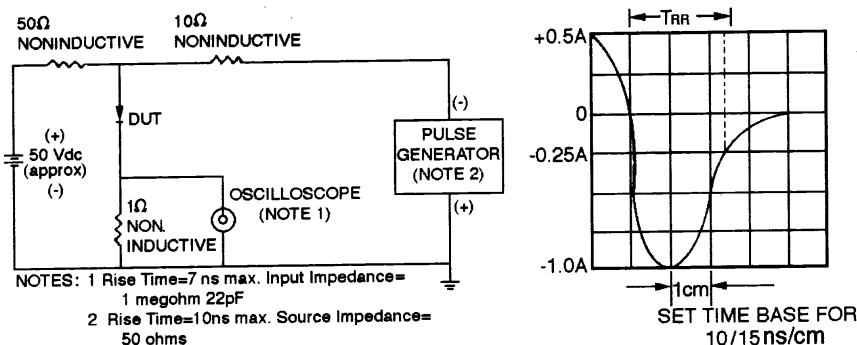 50Ω
NONINDUCTIVE
10Ω
NONINDUCTIVE
DUT
(+)
50 Vdc
(approx)
(-)
1Ω
NON.
INDUCTIVE
OSCILLOSCOPE
(NOTE 1)
(-)
PULSE
GENERATOR
(NOTE 2)
(+)
NOTES: 1 Rise Time=7 ns max. Input Impedance=
1 megohm 22pF
2 Rise Time=10ns max. Source Impedance=
50 ohms
TRR
+0.5A
0
-0.25A
-1.0A
1cm
SET TIME BASE FOR
10/15 ns/cm